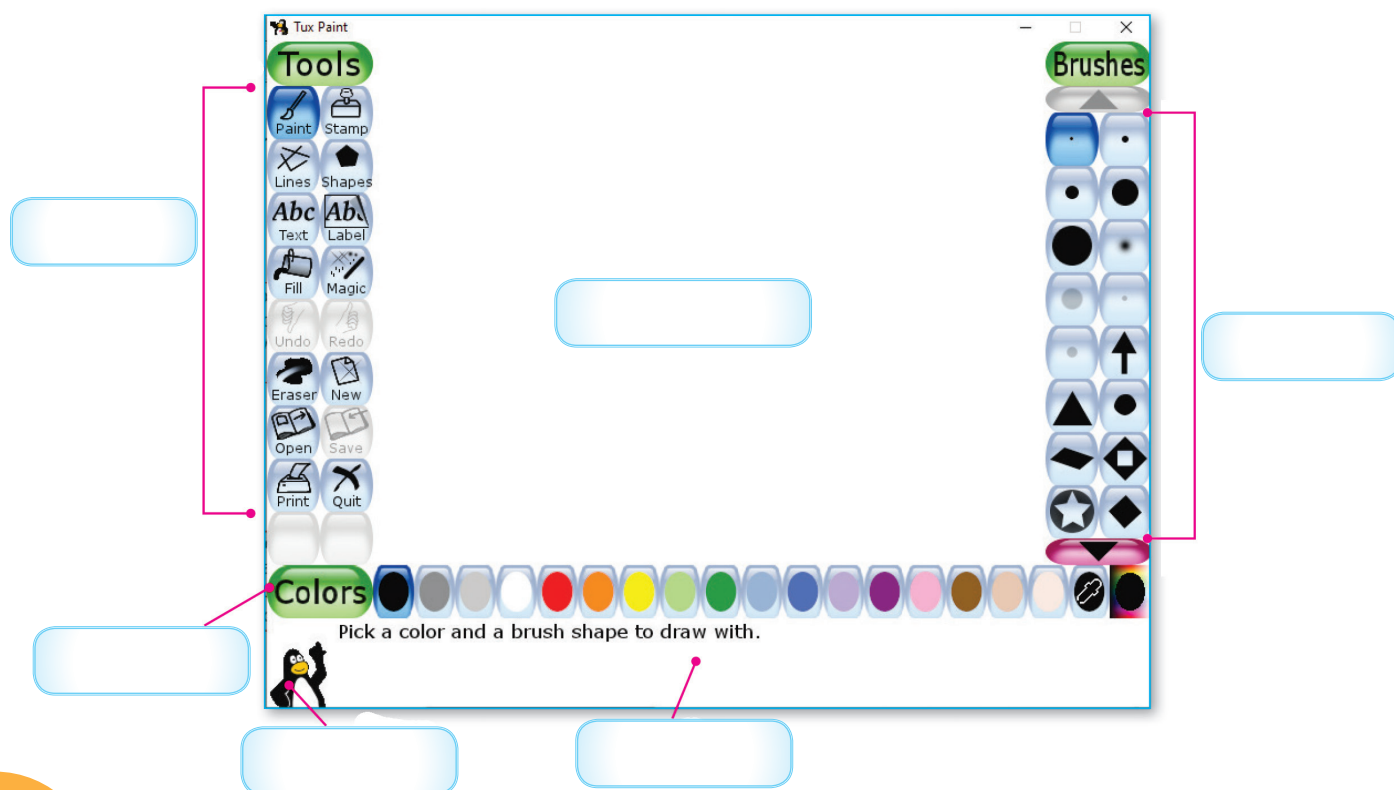 Tux Paint
Tools
Brushes
Paint Stamp
Lines Shapes
Abc
Text Label
Fill Magic
Undo Redo
Eraser New
Open Save
Print Quit
Colors
Pick a color and a brush shape to draw with.